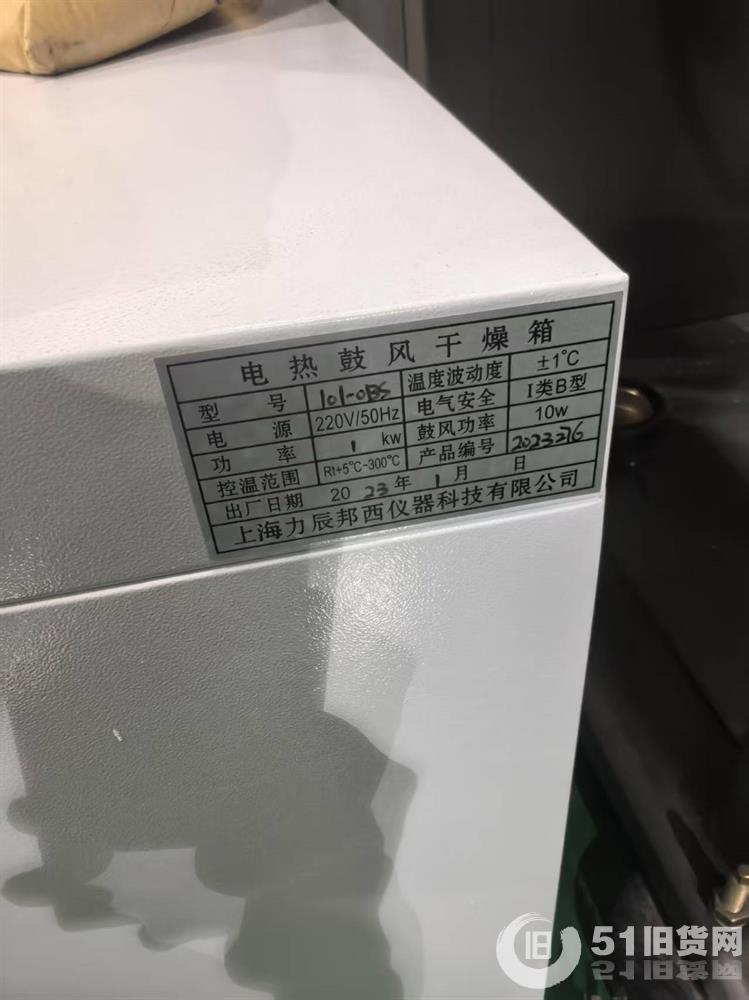 电热鼓风干燥箱
型号 101-0BS 温度波动度 ±1℃
电源 220V/50Hz 电气安全 I类B型
功率 1 kw 鼓风功率 10w
控温范围 Rt+5℃-300℃ 产品编号 2023276
出厂日期 2023年1月 日
上海力辰邦西仪器科技有限公司
旧 51旧货网